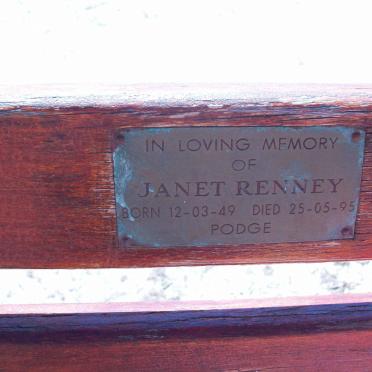 IN LOVING MEMORY
OF
JANET RENNEY
BORN 12-03-49 DIED 25-05-95
PODGE